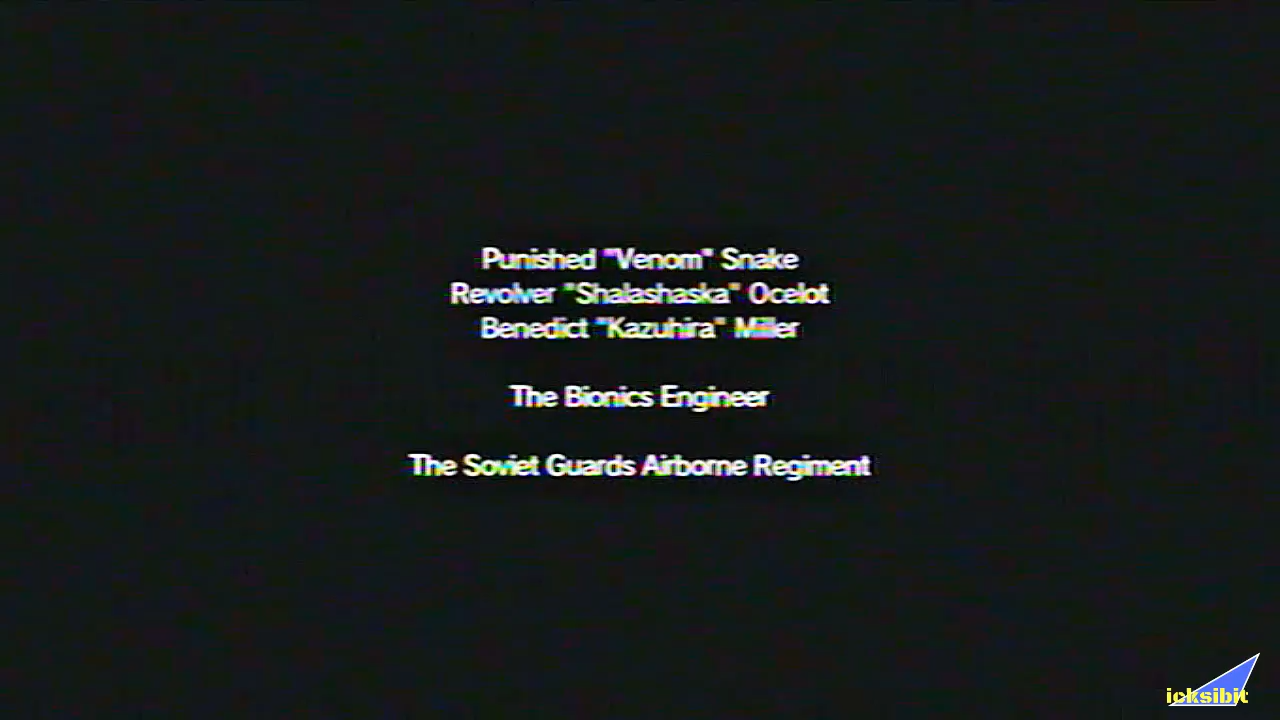 Punished "Venom" Snake
Revolver "Shalashaska" Ocelot
Benedict "Kazuhira" Miller
The Bionics Engineer
The Soviet Guards Airborne Regiment
icksibit